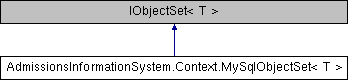 IObjectSet< T >
AdmissionsInformationSystem.Context.MySqlObjectSet< T >